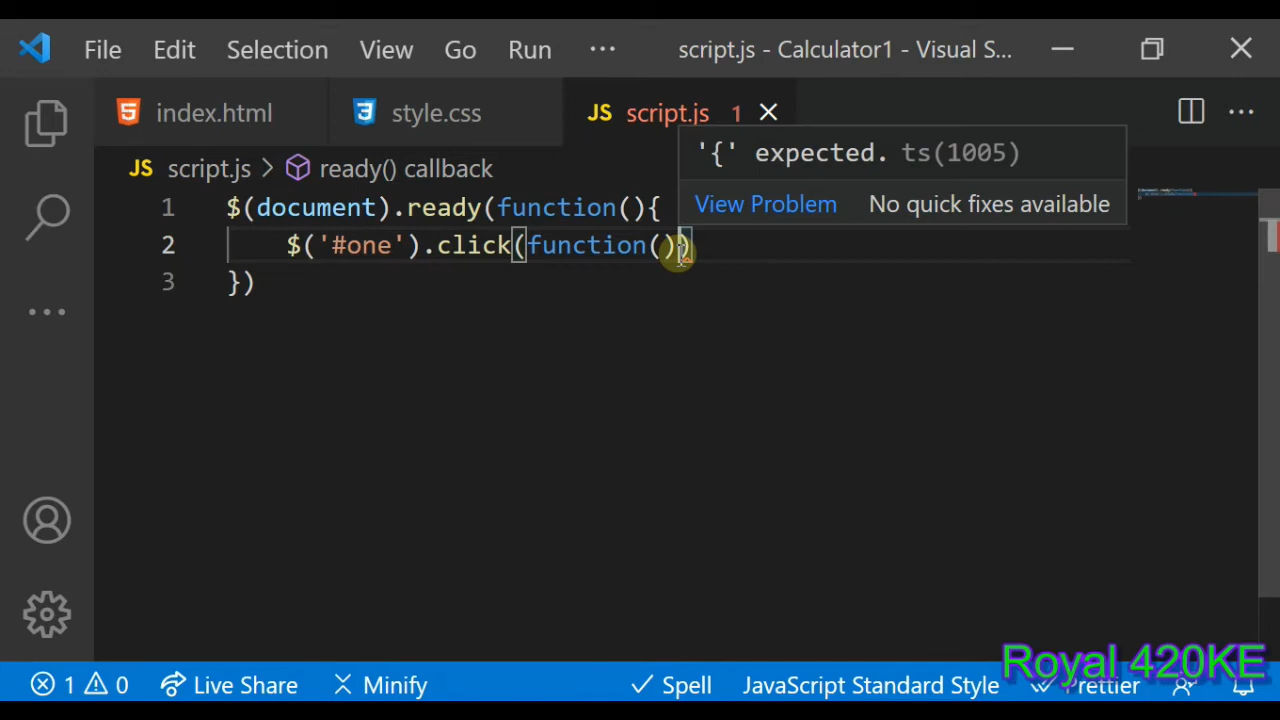 File Edit Selection View Go Run ··· script.js - Calculator1 - Visual S...
index.html style.css JS script.js 1
JS script.js > ready() callback
'{' expected. ts(1005)
View Problem No quick fixes available
1 $(document).ready(function(){
2 $('#one').click(function())
3 })
Royal 420KE
1 0 Live Share Minify Spell JavaScript Standard Style Prettier